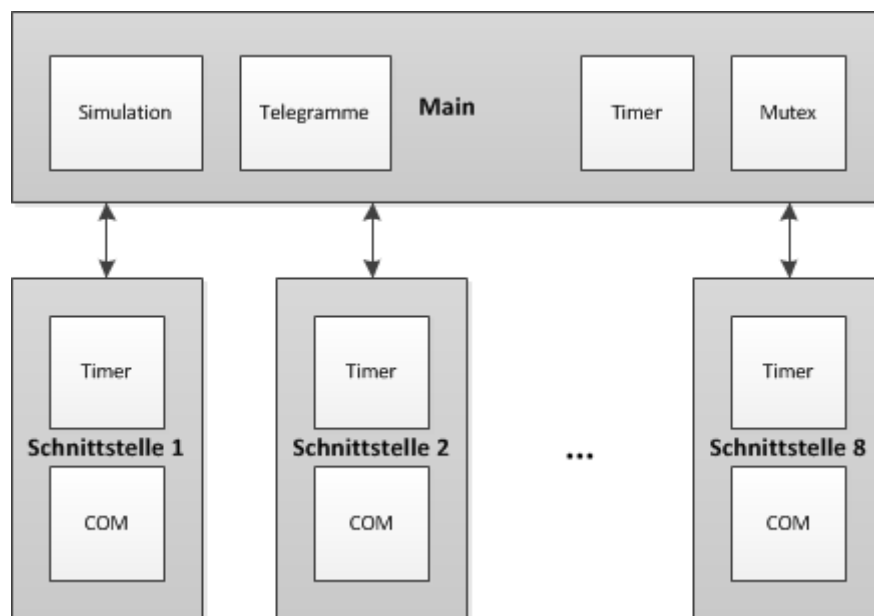 Simulation
Telegramme
Main
Timer
Mutex
Timer
Schnittstelle 1
COM
Timer
Schnittstelle 2
COM
...
Timer
Schnittstelle 8
COM